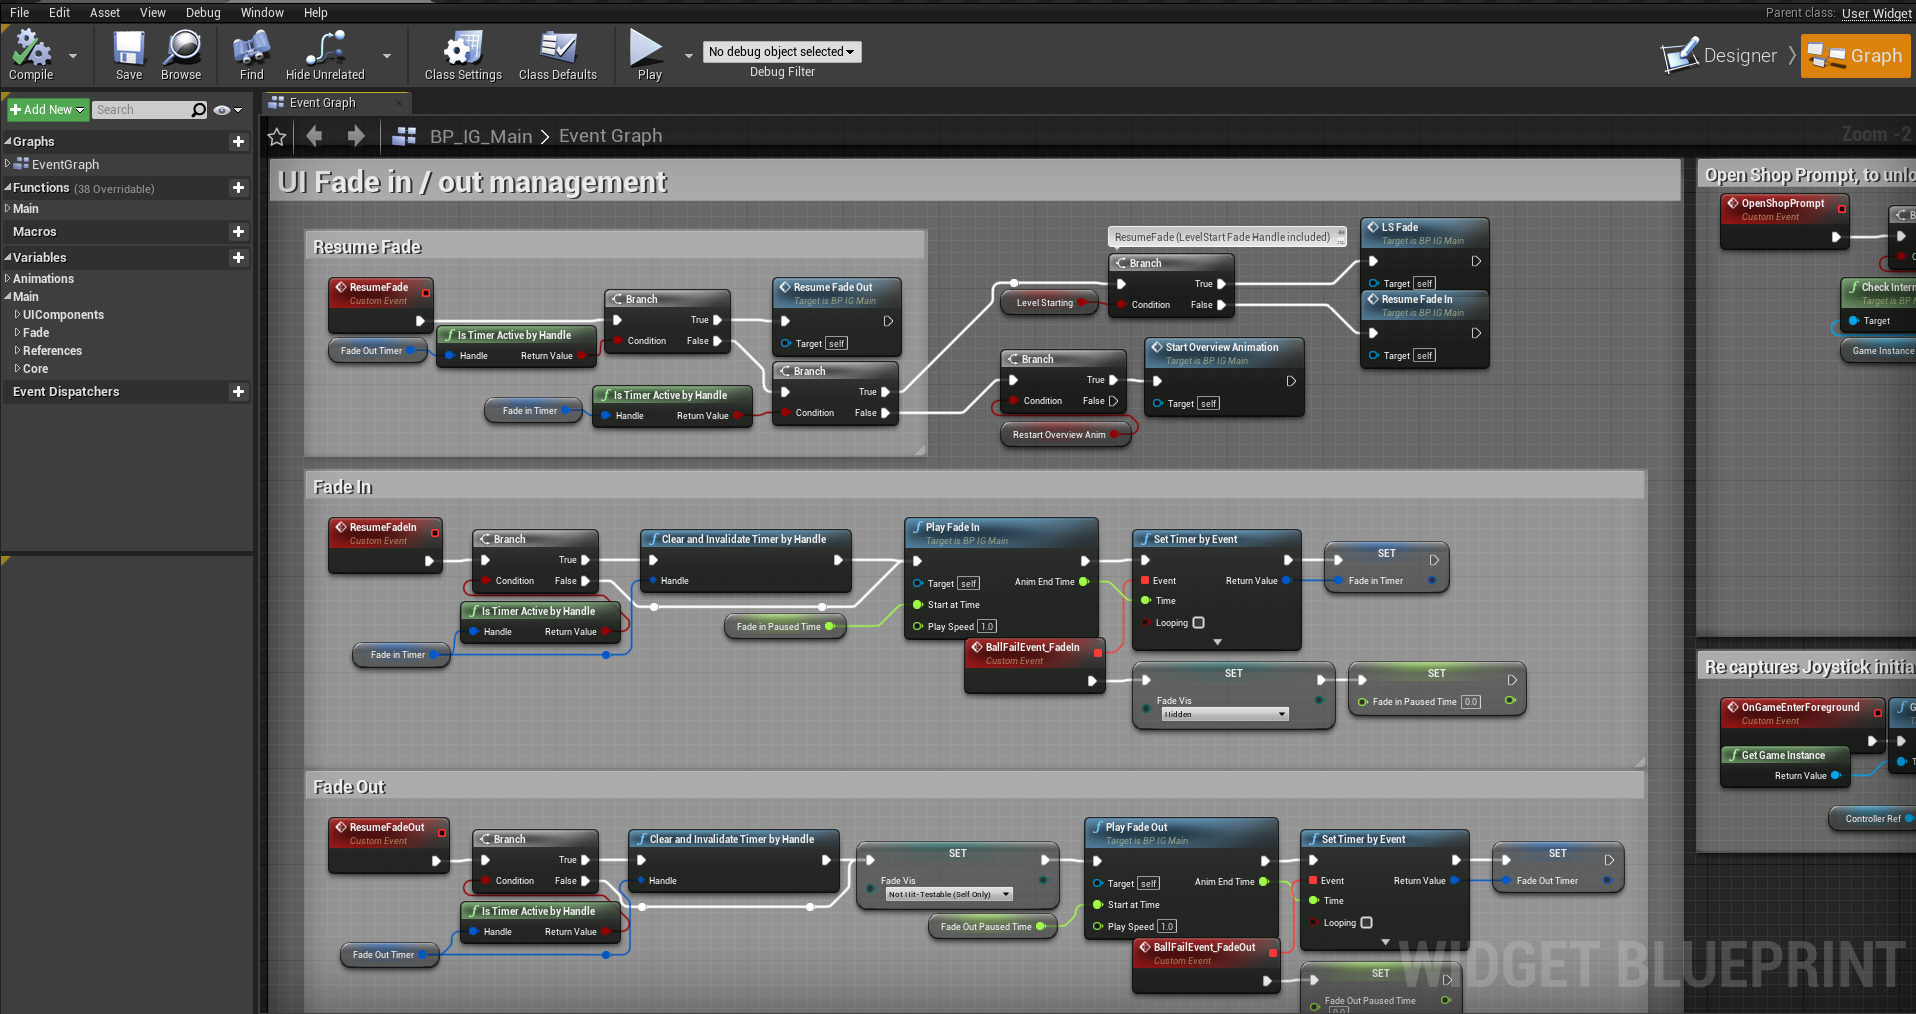 File Edit Asset View Debug Window Help
Parent class: User Widget
Compile Save Browse Find Hide Unrelated Class Settings Class Defaults Play
No debug object selected
Debug Filter
Designer Graph
Add New Search
Graphs
EventGraph
Functions (38 Overridable)
Main
Macros
Variables
Animations
Main
UIComponents
Fade
References
Core
Event Dispatchers
Event Graph
BP_IG_Main > Event Graph
Zoom -2
UI Fade in / out management
Resume Fade
ResumeFade
Custom Event
Fade Out Timer
Is Timer Active by Handle
Handle Return Value
Branch
True
Condition False
Resume Fade Out
Target is BP IG Main
Target self
Fade in Timer
Is Timer Active by Handle
Handle Return Value
Branch
True
Condition False
ResumeFade (LevelStart Fade Handle included)
Level Starting
Branch
True
Condition False
LS Fade
Target is BP IG Main
Target self
Resume Fade In
Target is BP IG Main
Target self
Branch
True
Condition False
Restart Overview Anim
Start Overview Animation
Target is BP IG Main
Target self
Fade In
ResumeFadeIn
Custom Event
Branch
True
Condition False
Is Timer Active by Handle
Handle Return Value
Fade in Timer
Clear and Invalidate Timer by Handle
Handle
Fade in Paused Time
Play Fade In
Target is BP IG Main
Target self Anim End Time
Start at Time
Play Speed 1.0
BallFailEvent_FadeIn
Custom Event
Set Timer by Event
Event Return Value
Time
Looping
SET
Fade in Timer
SET
Fade Vis
Hidden
SET
Fade in Paused Time 0.0
Fade Out
ResumeFadeOut
Custom Event
Branch
True
Condition False
Is Timer Active by Handle
Handle Return Value
Fade Out Timer
Clear and Invalidate Timer by Handle
Handle
SET
Fade Vis
Not Hit-Testable (Self Only)
Fade Out Paused Time
Play Fade Out
Target is BP IG Main
Target self Anim End Time
Start at Time
Play Speed 1.0
BallFailEvent_FadeOut
Custom Event
Set Timer by Event
Event Return Value
Time
Looping
SET
Fade Out Timer
SET
Fade Out Paused Time
0.0
Open Shop Prompt, to unlo
OpenShopPrompt
Custom Event
Check Intern
Target is BP I
Target
Game Instance
Re captures Joystick initia
OnGameEnterForeground
Custom Event
Get Game Instance
Return Value
Controller Ref
WIDGET BLUEPRINT